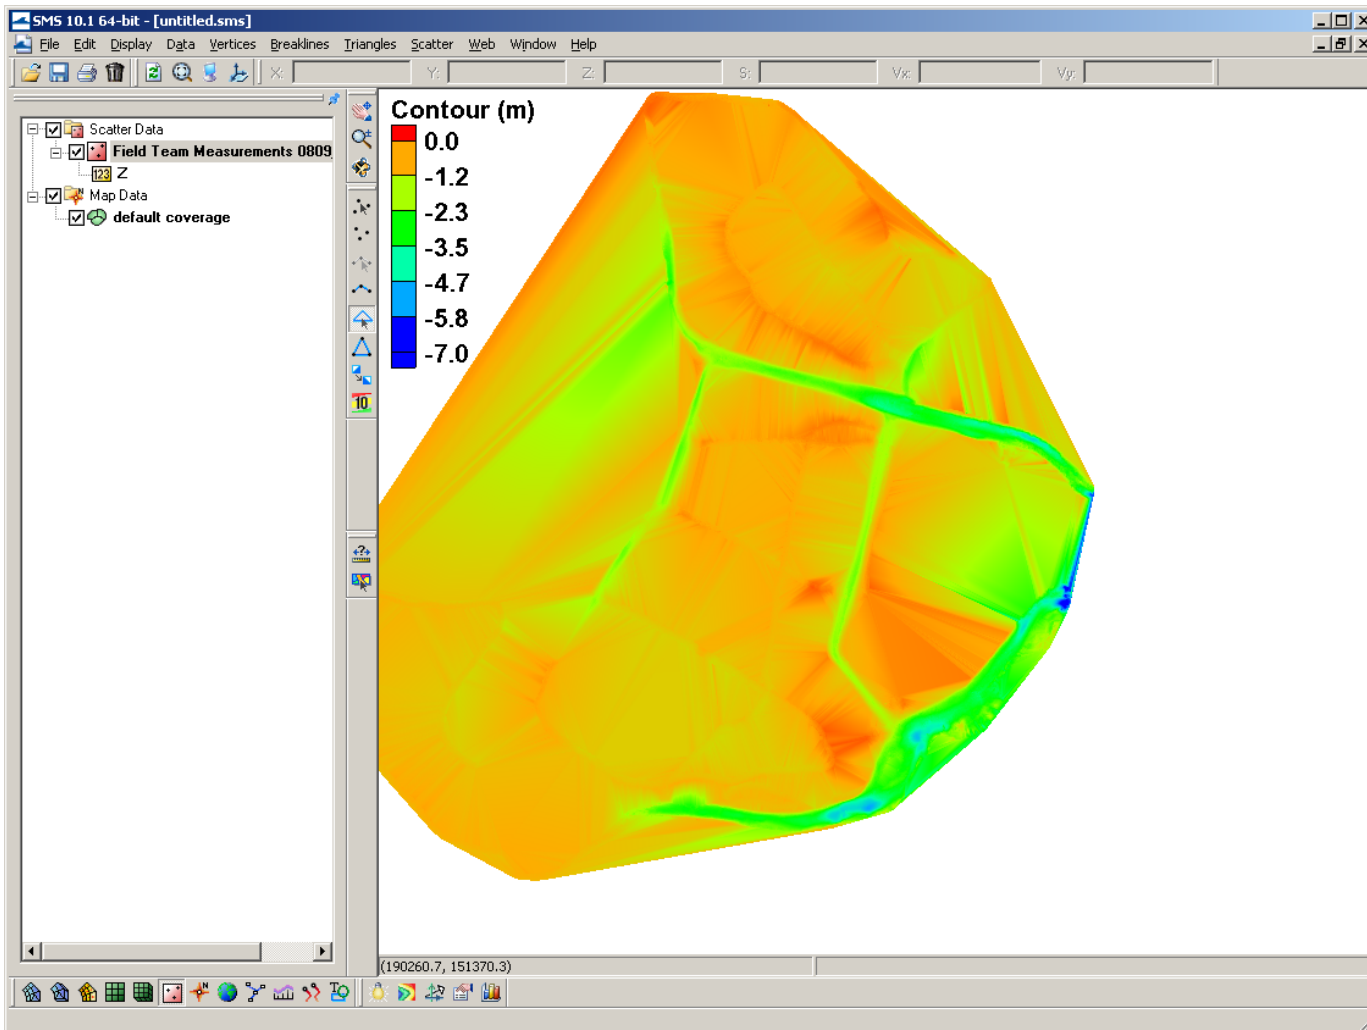 SMS 10.1 64-bit - [untitled.sms]
File Edit Display Data Vertices Breaklines Triangles Scatter Web Window Help
X: Y: Z: S: Vx: Vy:
Scatter Data
Field Team Measurements 0809
123 Z
Map Data
default coverage
10
Contour (m)
0.0
-1.2
-2.3
-3.5
-4.7
-5.8
-7.0
(190260.7, 151370.3)